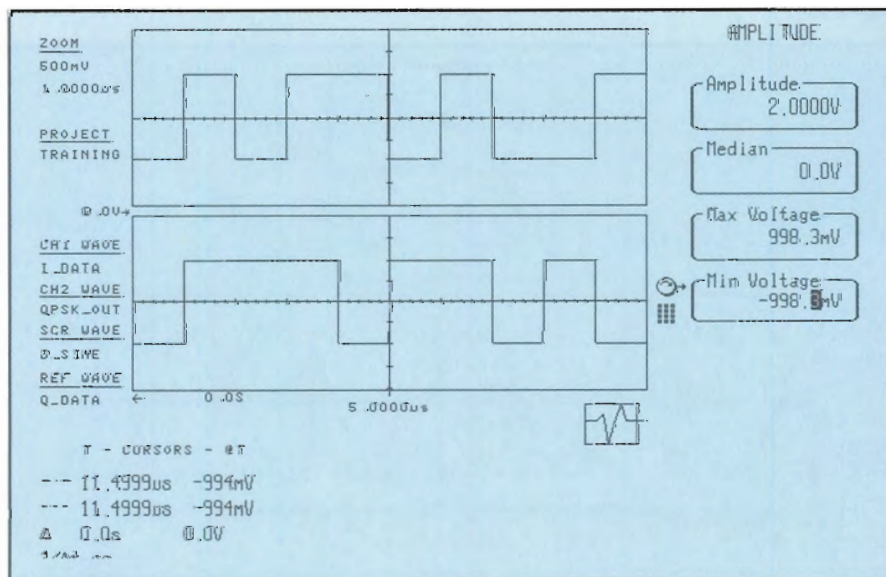 ZOOM
500mV
1.0000us
PROJECT
TRAINING
0.0V
CH1 WAVE
I_DATA
CH2 WAVE
QPSK_OUT
SCR WAVE
REF WAVE
Q_DATA
0.0S
5.0000us
T - CURSORS - @T
11.4999us -994mV
11.4999us -994mV
Δ 0.0s 0.0V
AMPLITUDE
Amplitude
2.0000V
Median
0.0V
Max Voltage
998.3mV
Min Voltage
-998.3mV